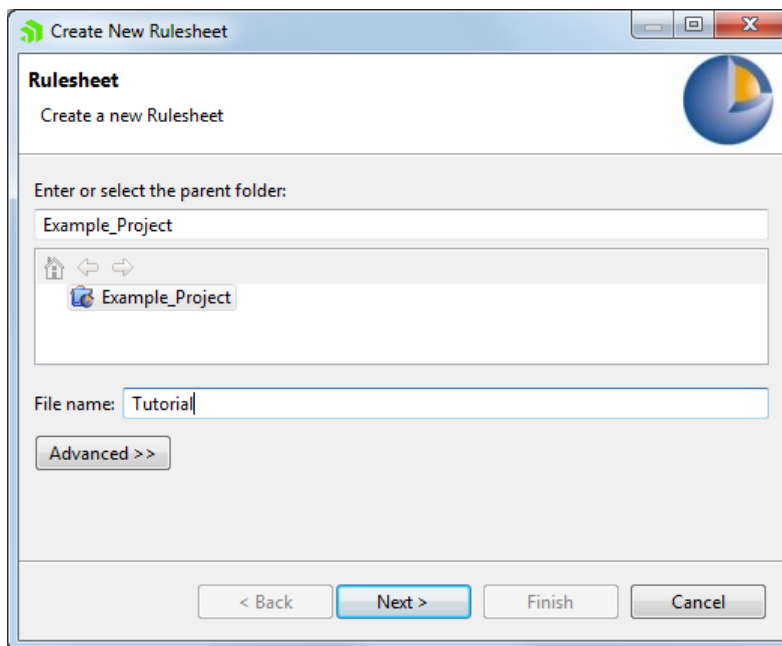 Create New Rulesheet
Rulesheet
Create a new Rulesheet
Enter or select the parent folder:
Example_Project
Example_Project
File name: Tutorial
Advanced >>
< Back Next > Finish Cancel